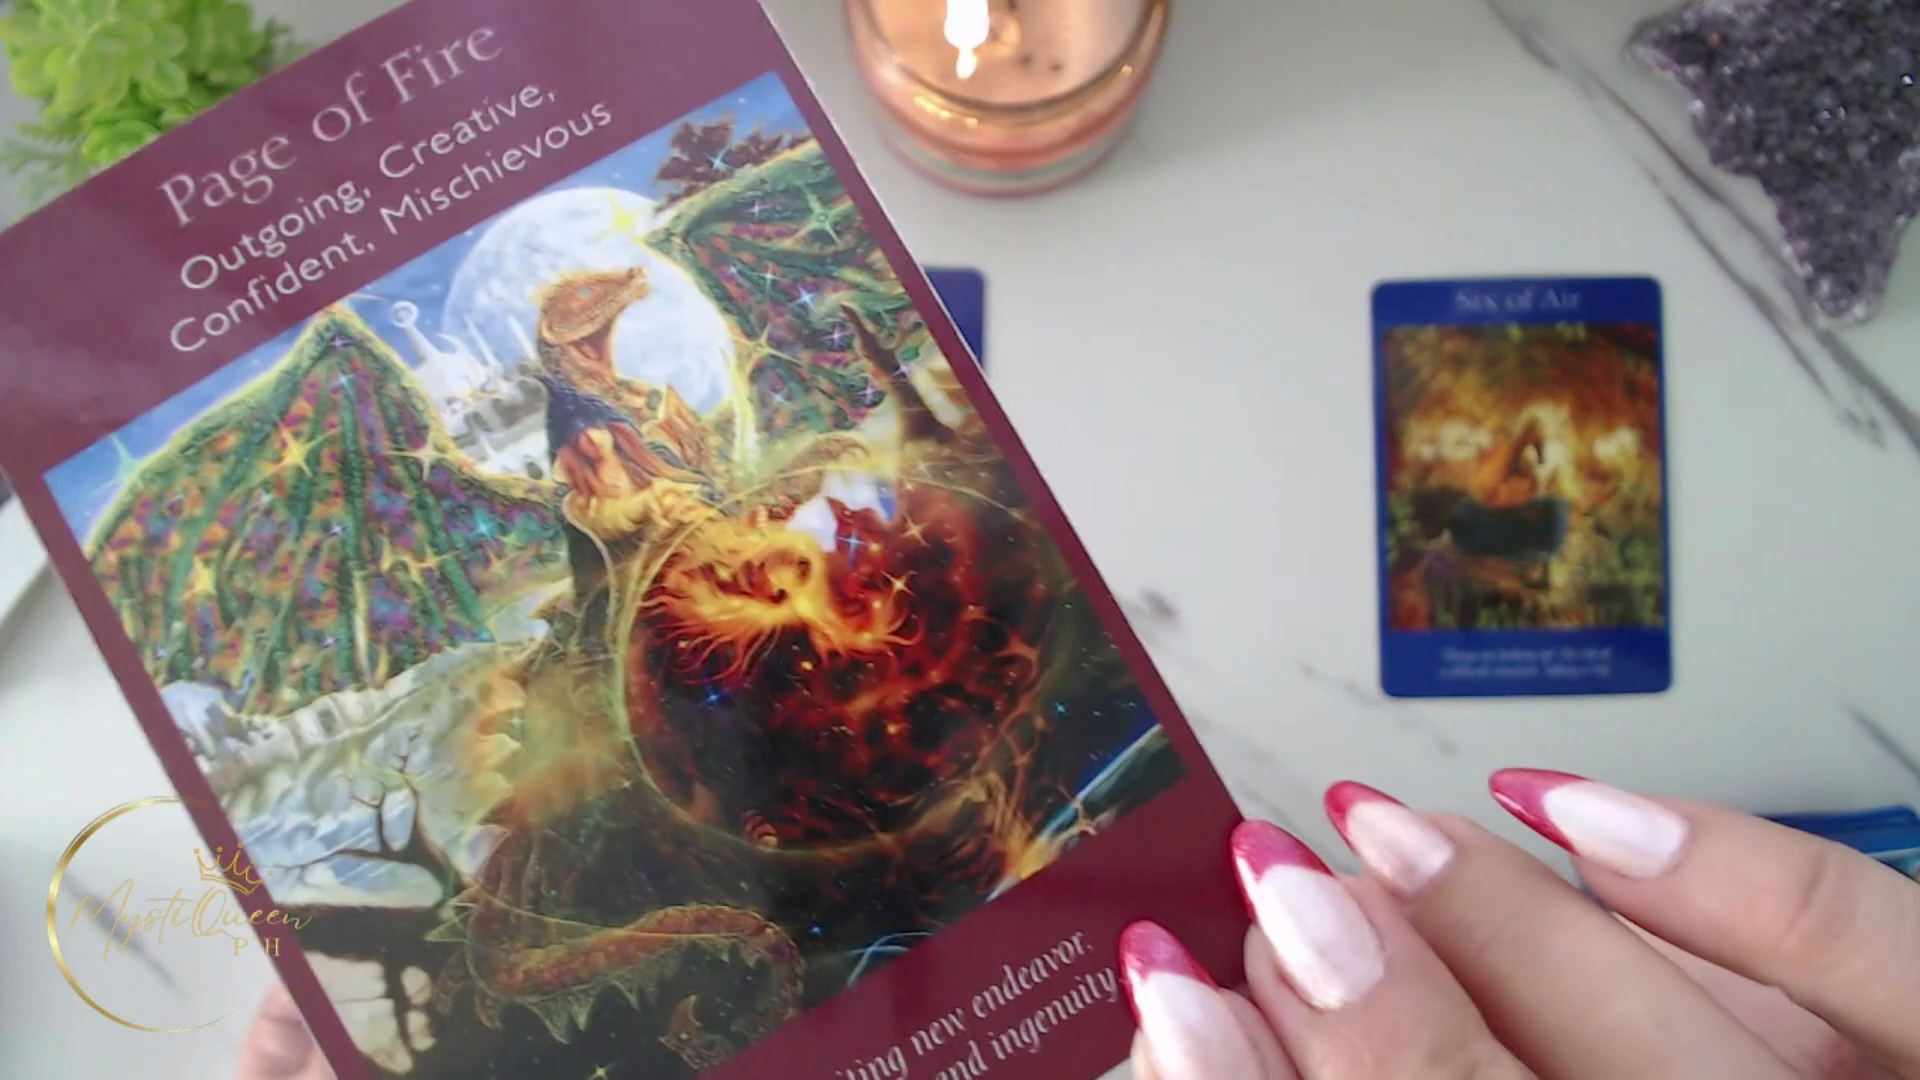 Page of Fire
Outgoing, Creative,
Confident, Mischievous
new endeavor.
and ingenuity.
Six of Air
MystiQueen
PH